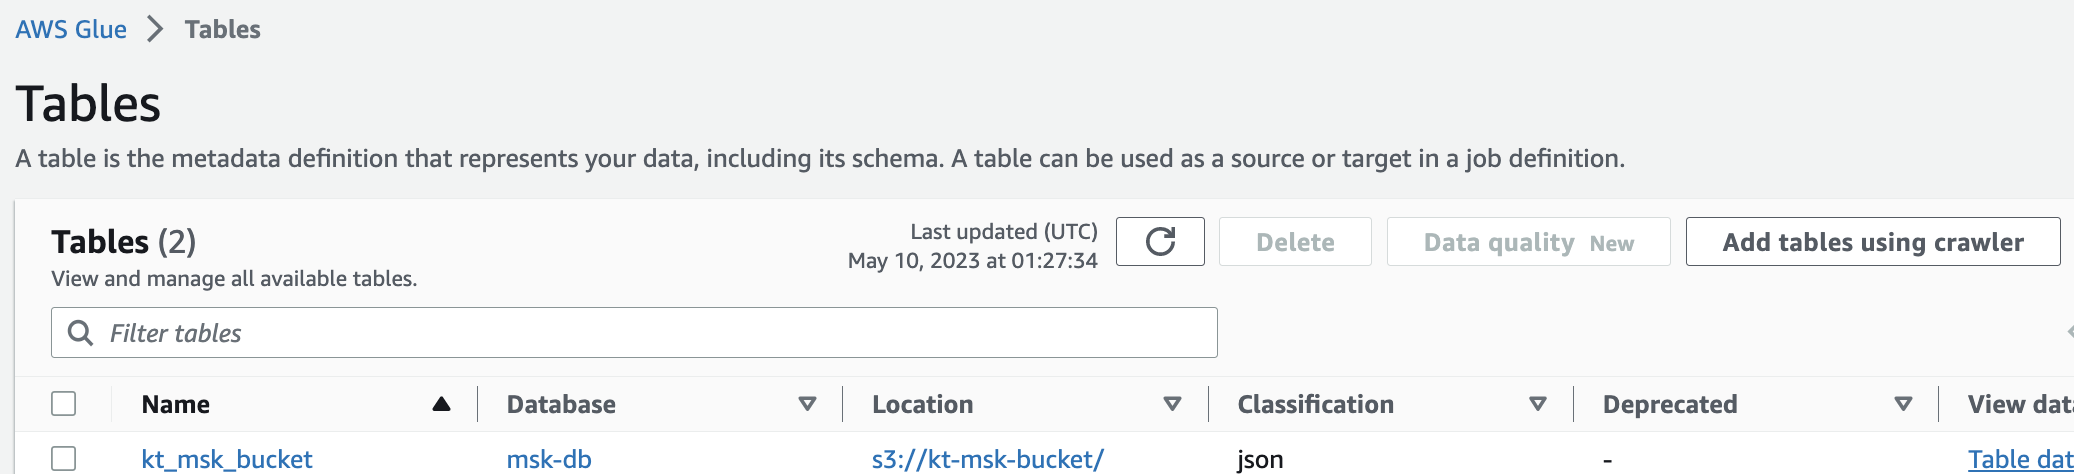 AWS Glue > Tables
Tables
A table is the metadata definition that represents your data, including its schema. A table can be used as a source or target in a job definition.
Tables (2)
View and manage all available tables.
Last updated (UTC)
May 10, 2023 at 01:27:34
Delete
Data quality New
Add tables using crawler
Filter tables
Name Database Location Classification Deprecated View
kt_msk_bucket msk-db s3://kt-msk-bucket/ json - Table